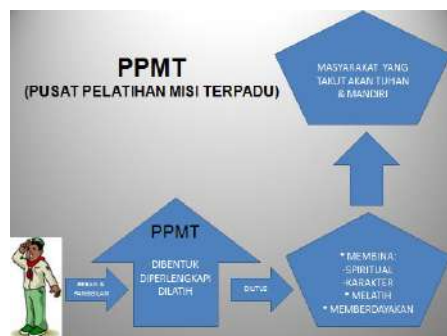 PPMT
(PUSAT PELATIHAN MISI TERPADU)
MASYARAKAT YANG
TAKUT AKAN TUHAN
& MANDIRI
PPMT
DIBENTUK
DIPERLENGKAPI
DILATIH
DIUTUS
* MEMBINA:
-SPIRITUAL
-KARAKTER
* MELATIH
* MEMBERDAYAKAN